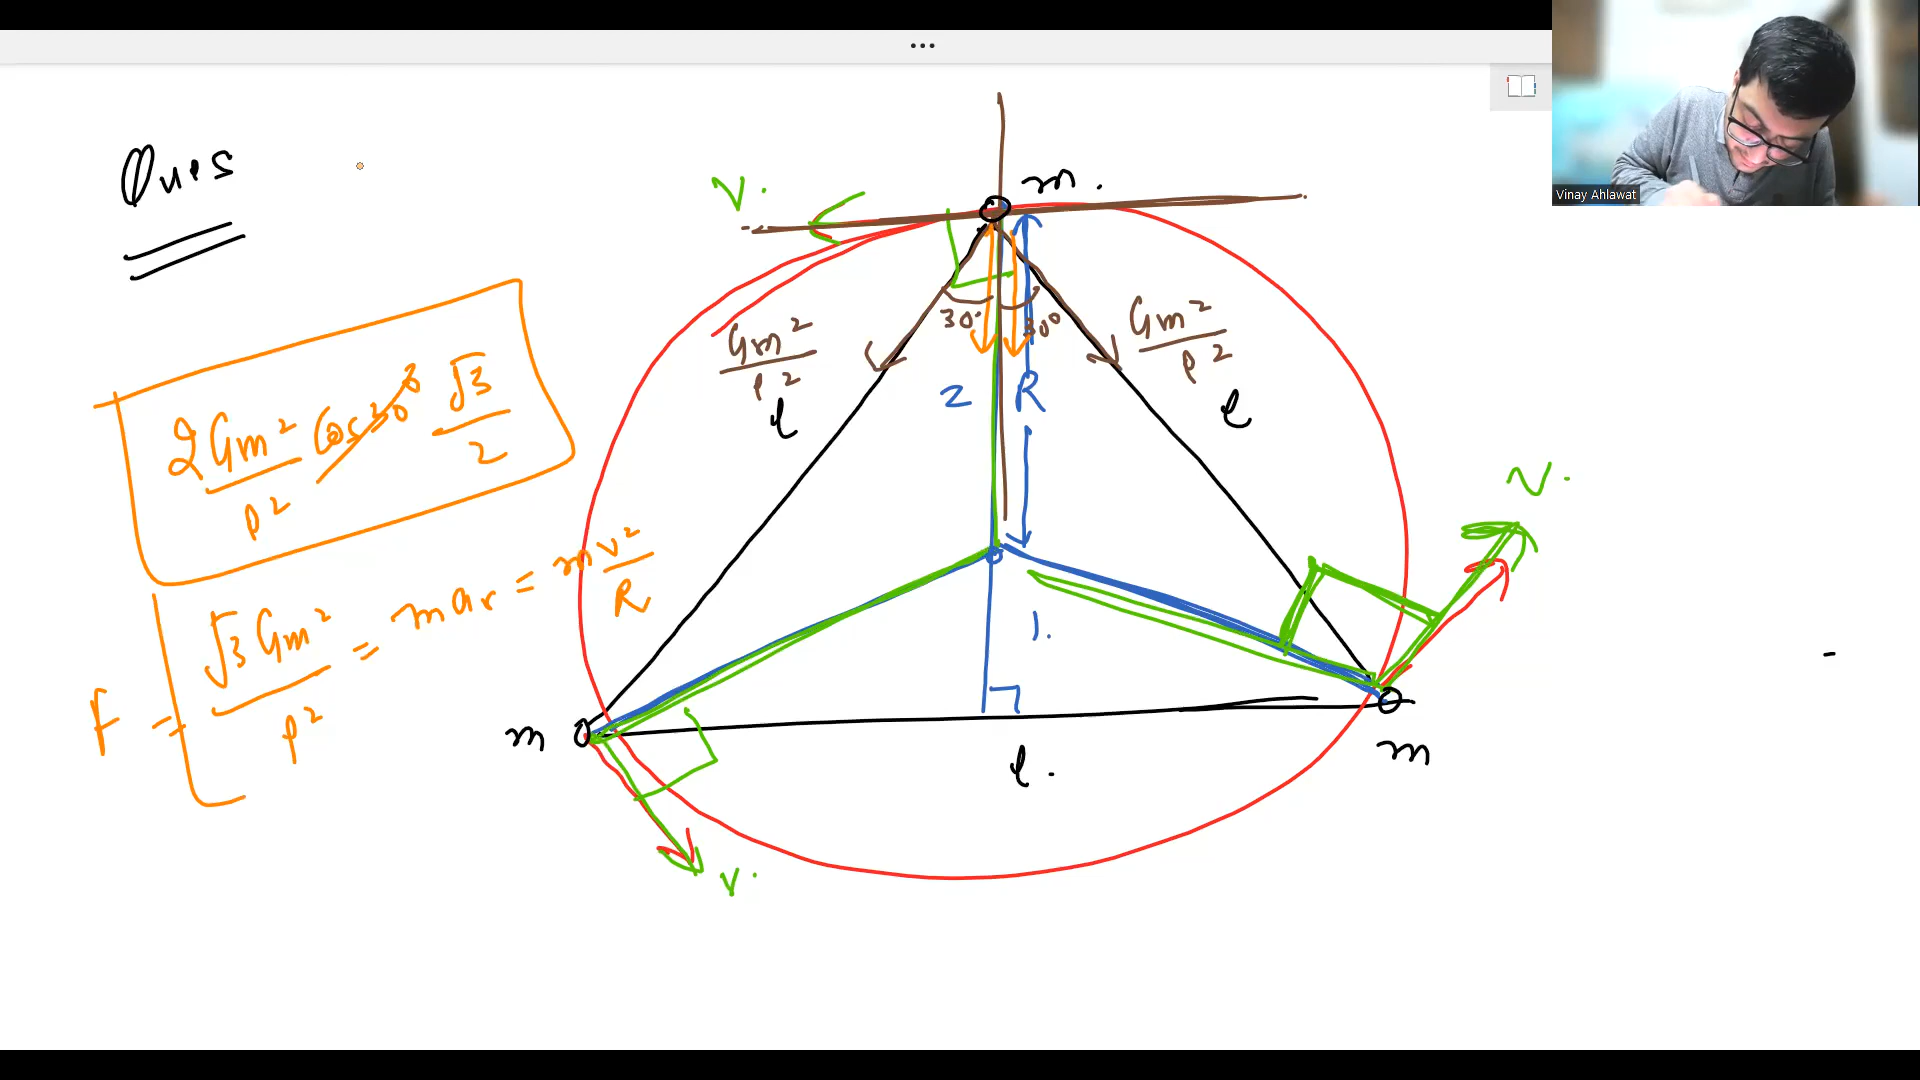 Ques
V.
m.
30°
30°
Gm²/l²
Gm²/l²
l
2
R
l
2Gm²/l² cos30° √3/2
F = √3Gm²/l² = mar = mv²/R
V.
1.
m
l.
m
v.
Vinay Ahlawat